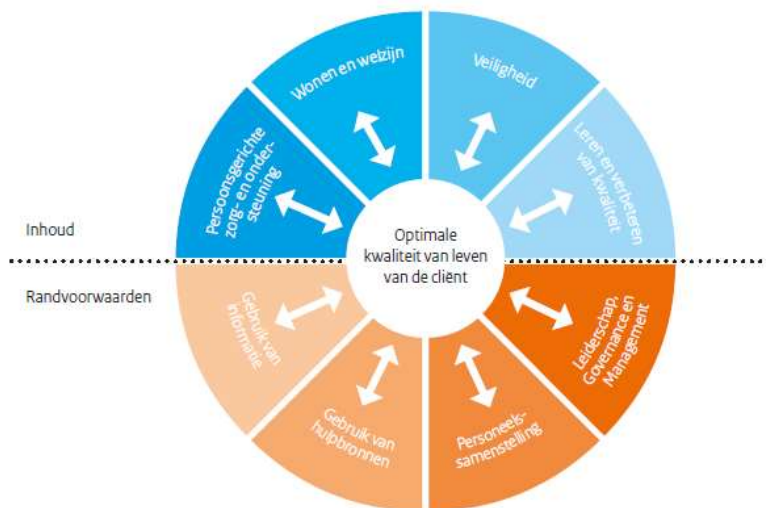 Wonen en welzijn
Veiligheid
Persoonsgerichte
zorg- en onder-
steuning
Leren en verbeteren
van kwaliteit
Inhoud
Optimale
kwaliteit van leven
van de cliënt
Randvoorwaarden
Gebruik van
informatie
Leiderschap,
Governance en
Management
Gebruik van
hulpbronnen
Personeels-
samenstelling